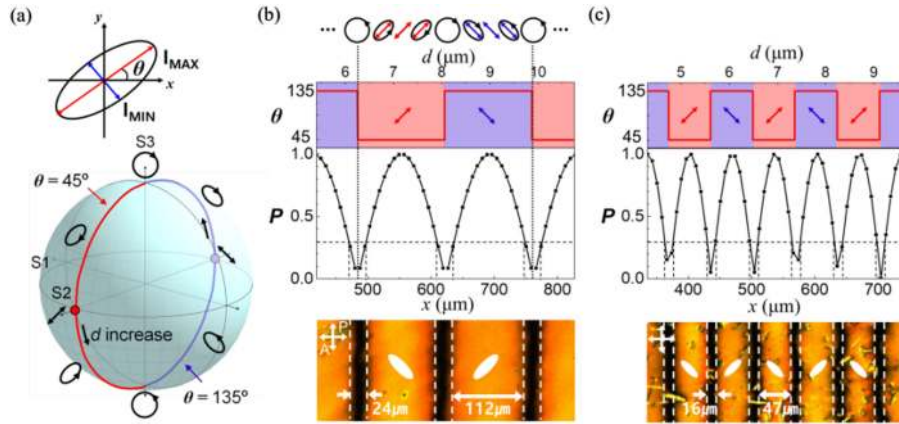 (a)
y
I_MAX
θ
x
I_MIN
S3
θ = 45°
S1
S2
d increase
θ = 135°
(b)
... ...
d (μm)
6 7 8 9 10
135
θ
45
1.0
P 0.5
0.0
500 600 700 800
x (μm)
P
A
24μm
112μm
(c)
d (μm)
5 6 7 8 9
135
θ
45
1.0
P 0.5
0.0
400 500 600 700
x (μm)
16μm
47μm